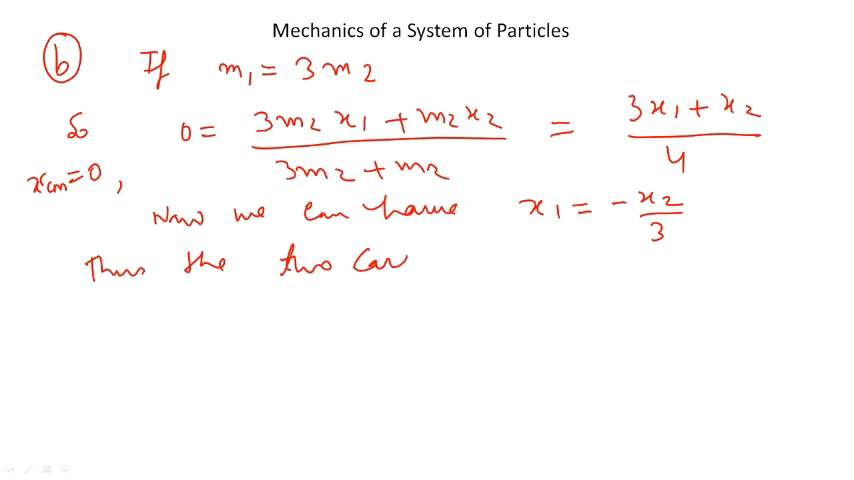 Mechanics of a System of Particles
b If m₁ = 3m₂
So 0 = (3m₂x₁ + m₂x₂)/(3m₂ + m₂) = (3x₁ + x₂)/4
xcm = 0,
Now we can have x₁ = -x₂/3
Thus the two Car